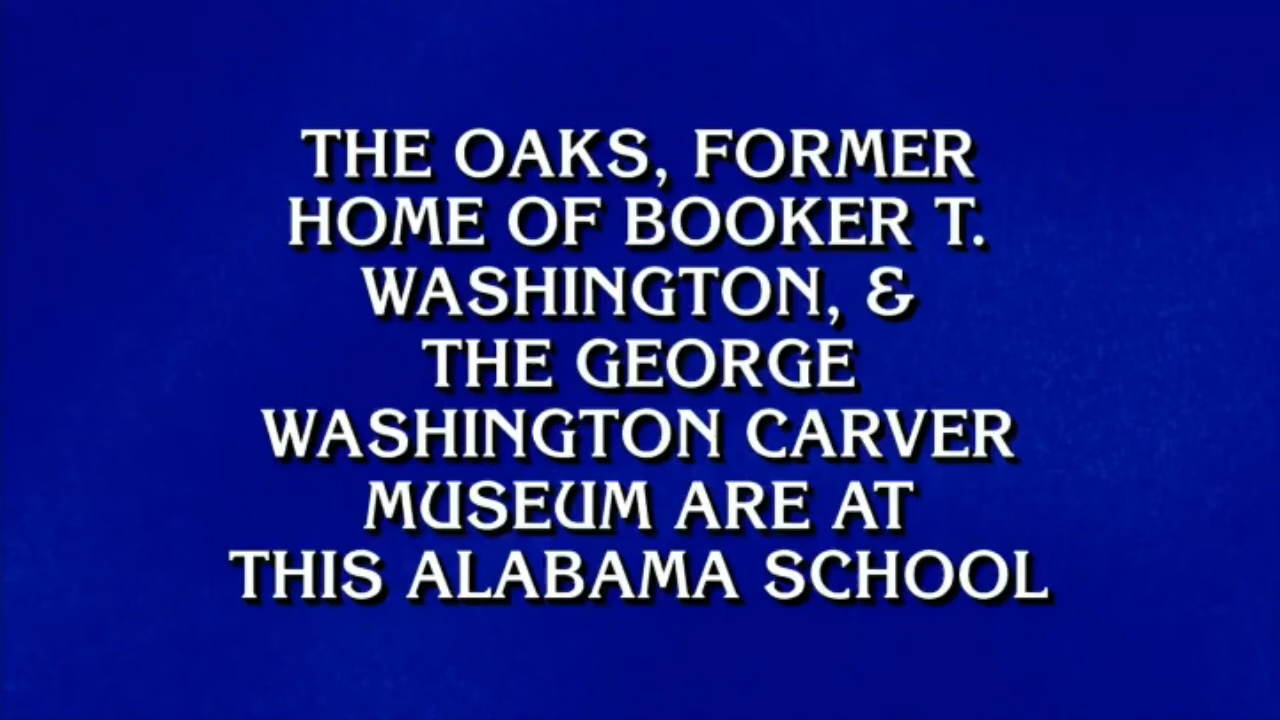 THE OAKS, FORMER
HOME OF BOOKER T.
WASHINGTON, &
THE GEORGE
WASHINGTON CARVER
MUSEUM ARE AT
THIS ALABAMA SCHOOL